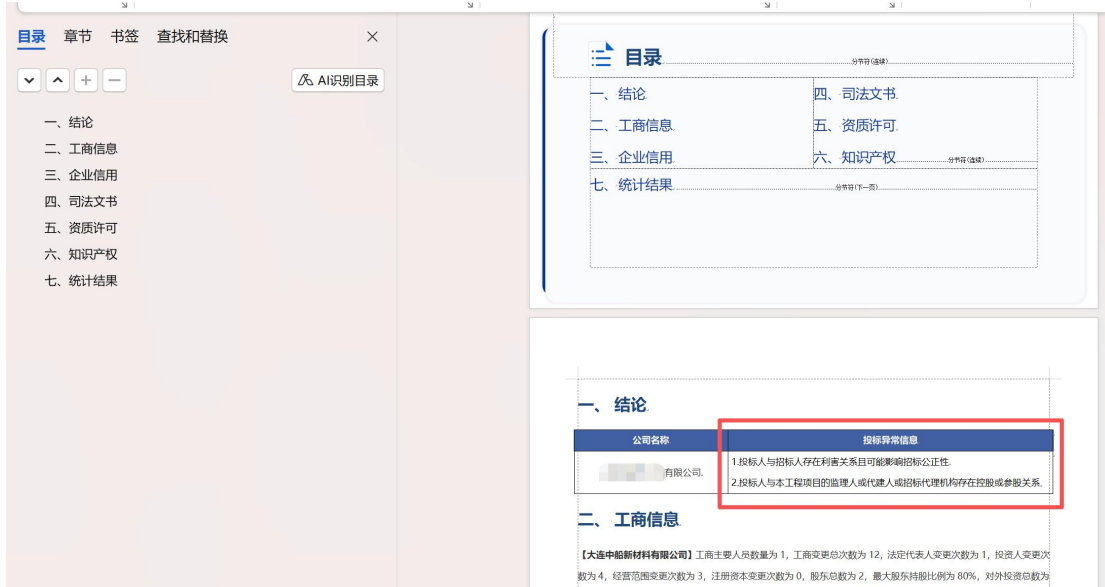 目录 章节 书签 查找和替换
AI识别目录
一、结论
二、工商信息
三、企业信用
四、司法文书
五、资质许可
六、知识产权
七、统计结果
目录 分节符(连续)
一、结论
二、工商信息
三、企业信用
四、司法文书
五、资质许可
六、知识产权 分节符(连续)
七、统计结果 分节符(下一页)
一、结论
公司名称 投标异常信息
有限公司
1.投标人与招标人存在利害关系且可能影响招标公正性
2.投标人与本工程项目的监理人或代建人或招标代理机构存在控股或参股关系
二、工商信息
【大连中船新材料有限公司】工商主要人员数量为 1，工商变更总次数为 12，法定代表人变更次数为 1，投资人变更次
数为 4，经营范围变更次数为 3，注册资本变更次数为 0，股东总数为 2，最大股东持股比例为 80%，对外投资总数为